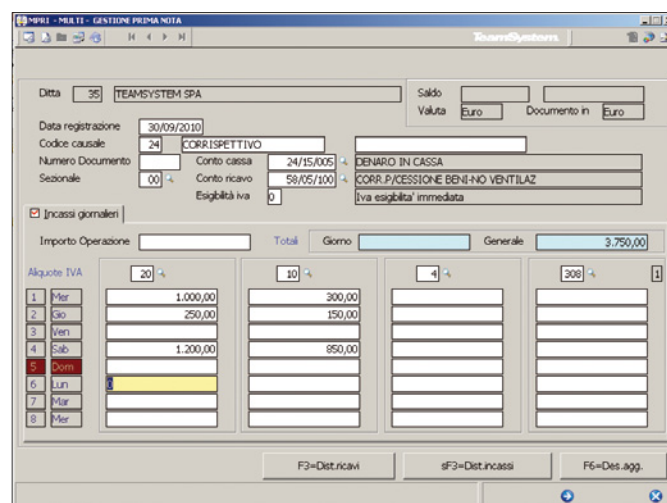 MPRI - MULTI - GESTIONE PRIMA NOTA
TeamSystem
Ditta 35 TEAMSYSTEM SPA
Saldo
Valuta Euro Documento in Euro
Data registrazione 30/09/2010
Codice causale 24 CORRISPETTIVO
Numero Documento Conto cassa 24/15/005 DENARO IN CASSA
Sezionale 00 Conto ricavo 58/05/100 CORR.P/CESSIONE BENI-NO VENTILAZ
Esigbilità iva 0 Iva esigbilita' immediata
Incassi giornalieri
Importo Operazione Totali Giorno Generale 3.750,00
Aliquote IVA 20 10 4 308 1
1 Mer 1.000,00 300,00
2 Gio 250,00 150,00
3 Ven
4 Sab 1.200,00 850,00
5 Dom
6 Lun 0
7 Mar
8 Mer
F3=Dist.ricavi sF3=Dist.incassi F6=Des.agg.